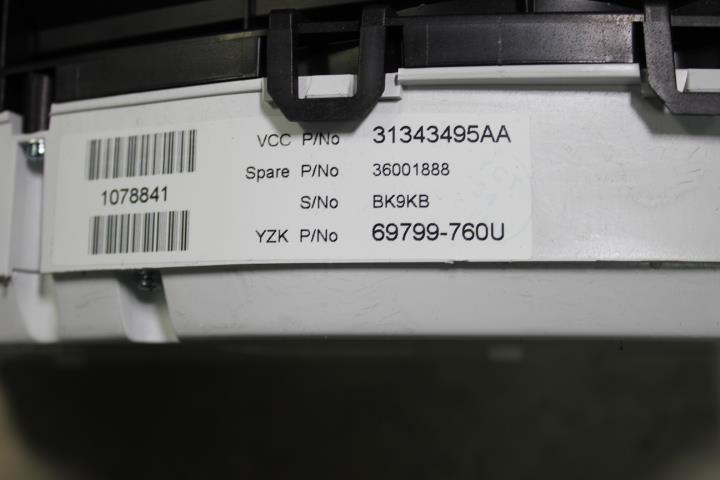 VCC P/No 31343495AA
Spare P/No 36001888
1078841
S/No BK9KB
YZK P/No 69799-760U